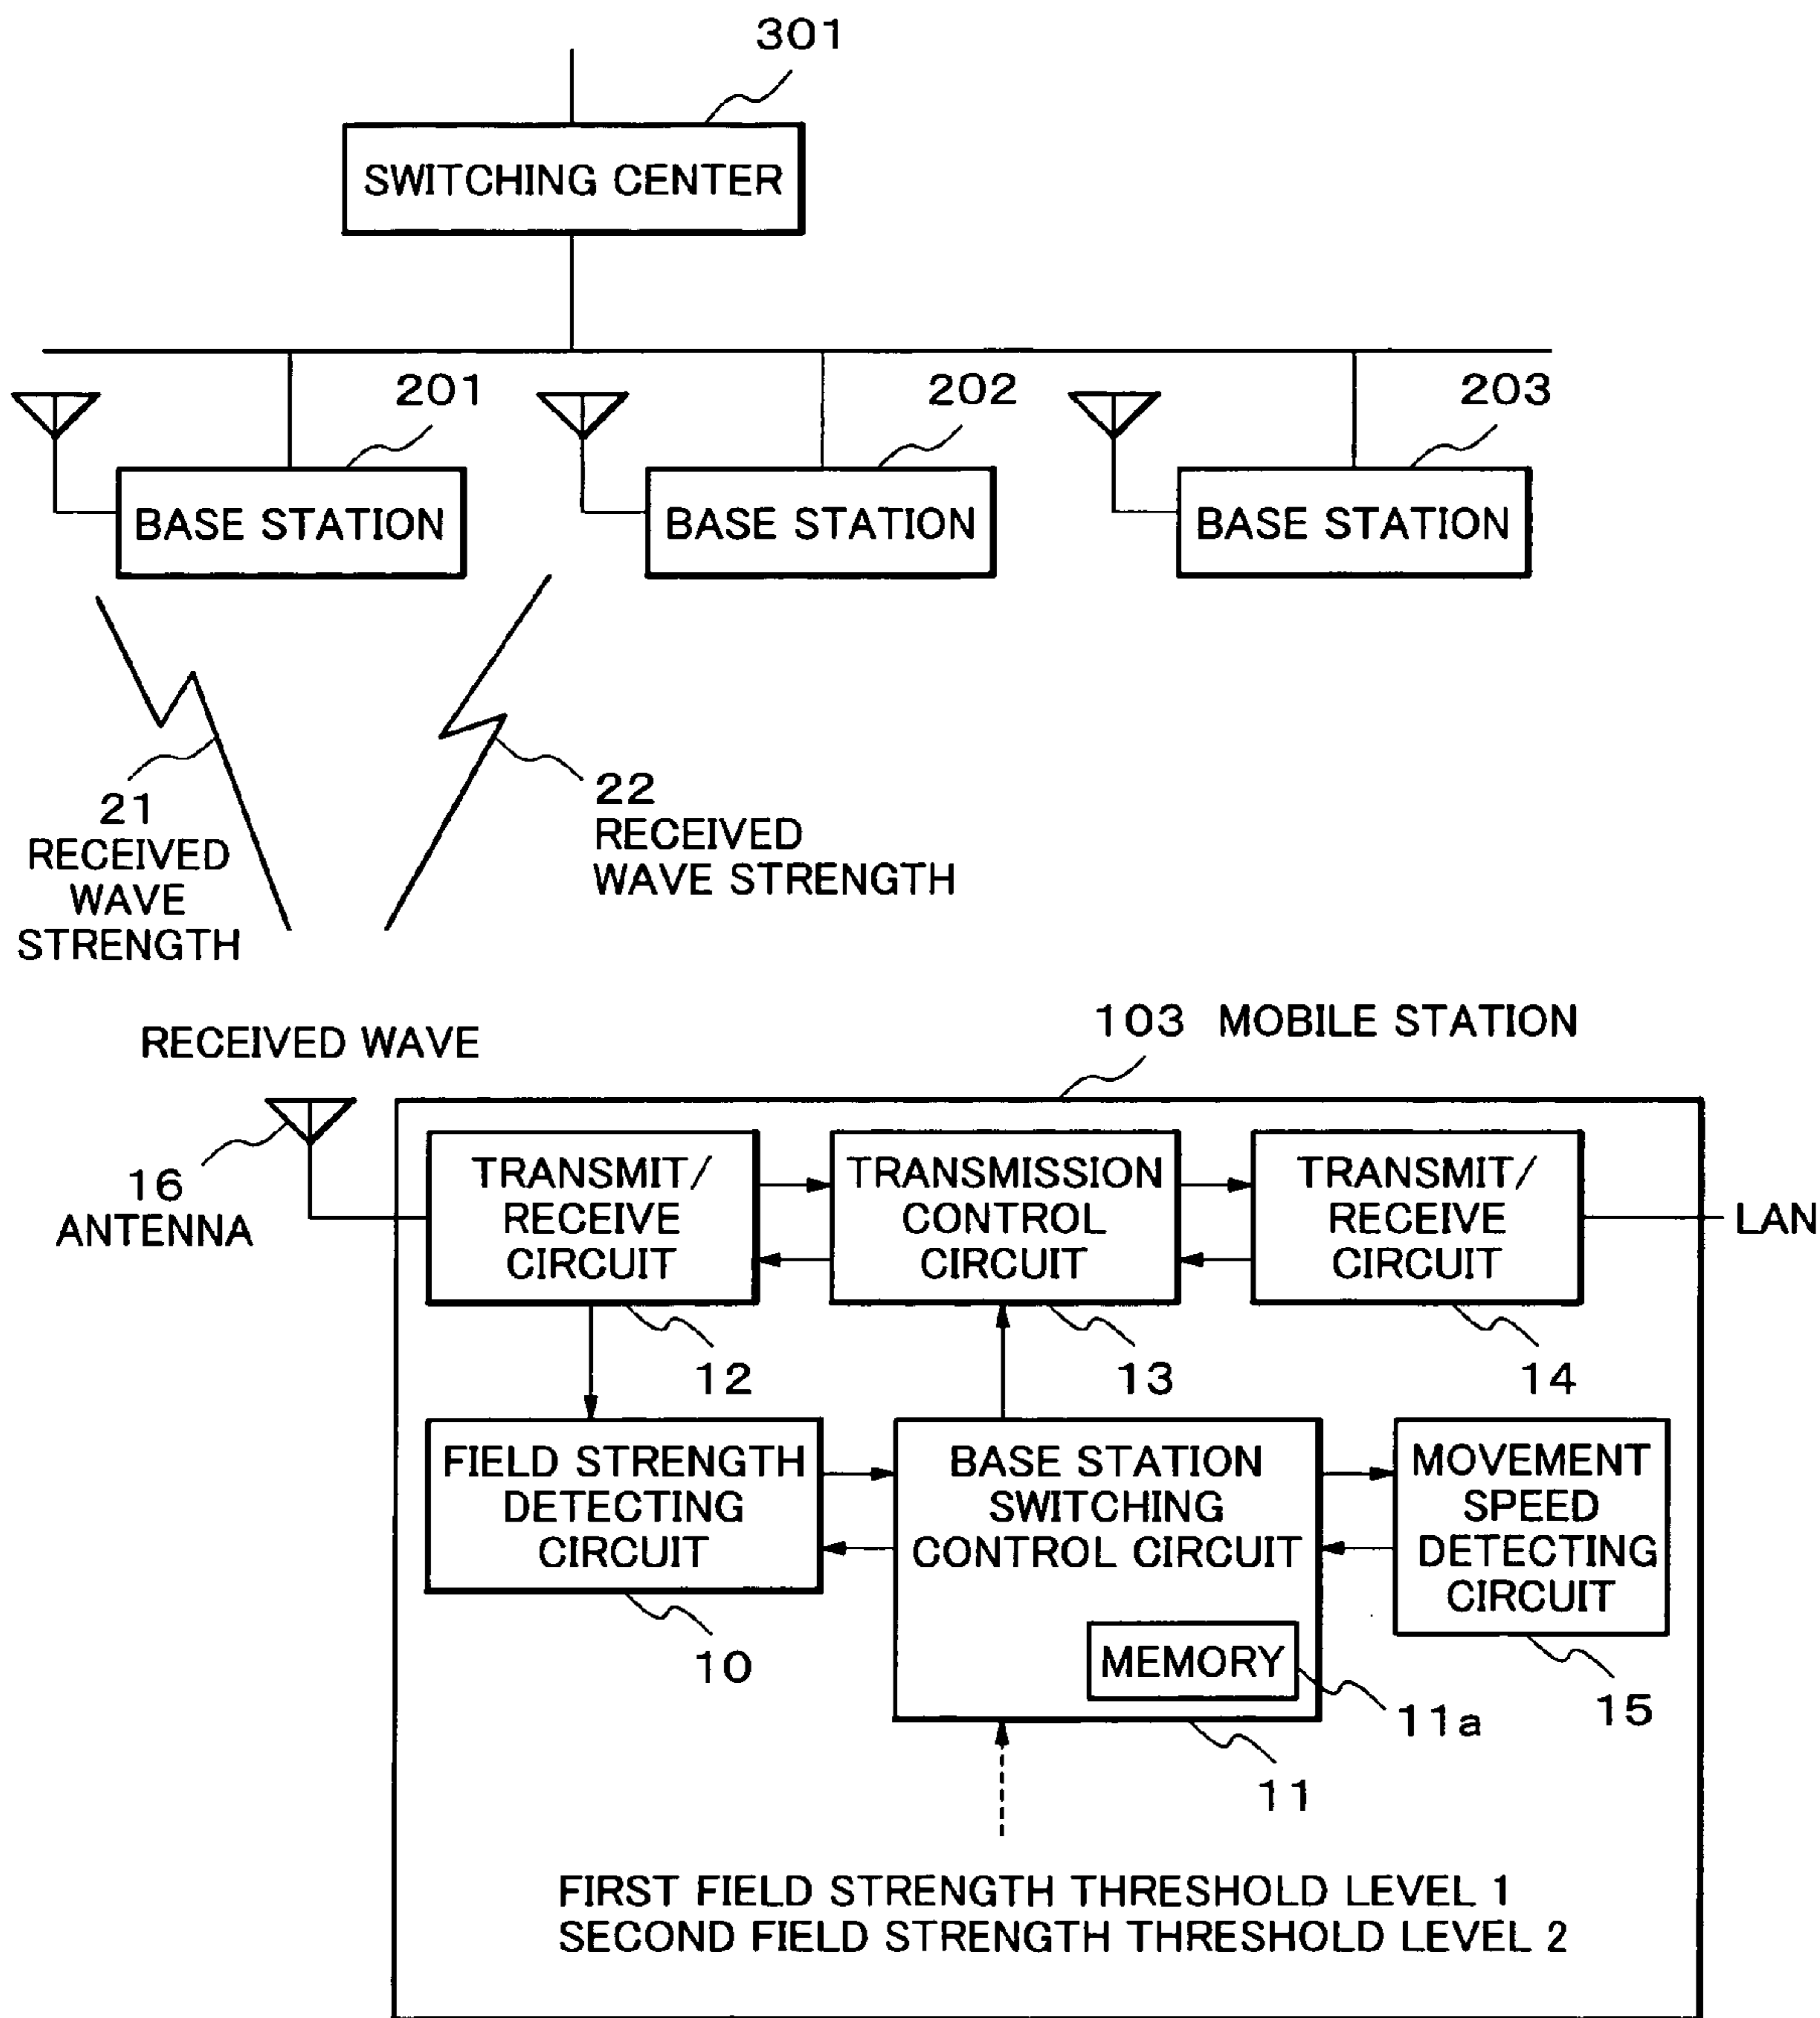 301
SWITCHING CENTER
201
202
203
BASE STATION
BASE STATION
BASE STATION
21
RECEIVED
WAVE
STRENGTH
22
RECEIVED
WAVE STRENGTH
RECEIVED WAVE
103 MOBILE STATION
16
ANTENNA
TRANSMIT/
RECEIVE
CIRCUIT
12
TRANSMISSION
CONTROL
CIRCUIT
13
TRANSMIT/
RECEIVE
CIRCUIT
14
LAN
FIELD STRENGTH
DETECTING
CIRCUIT
10
BASE STATION
SWITCHING
CONTROL CIRCUIT
MEMORY
11a
11
MOVEMENT
SPEED
DETECTING
CIRCUIT
15
FIRST FIELD STRENGTH THRESHOLD LEVEL 1
SECOND FIELD STRENGTH THRESHOLD LEVEL 2